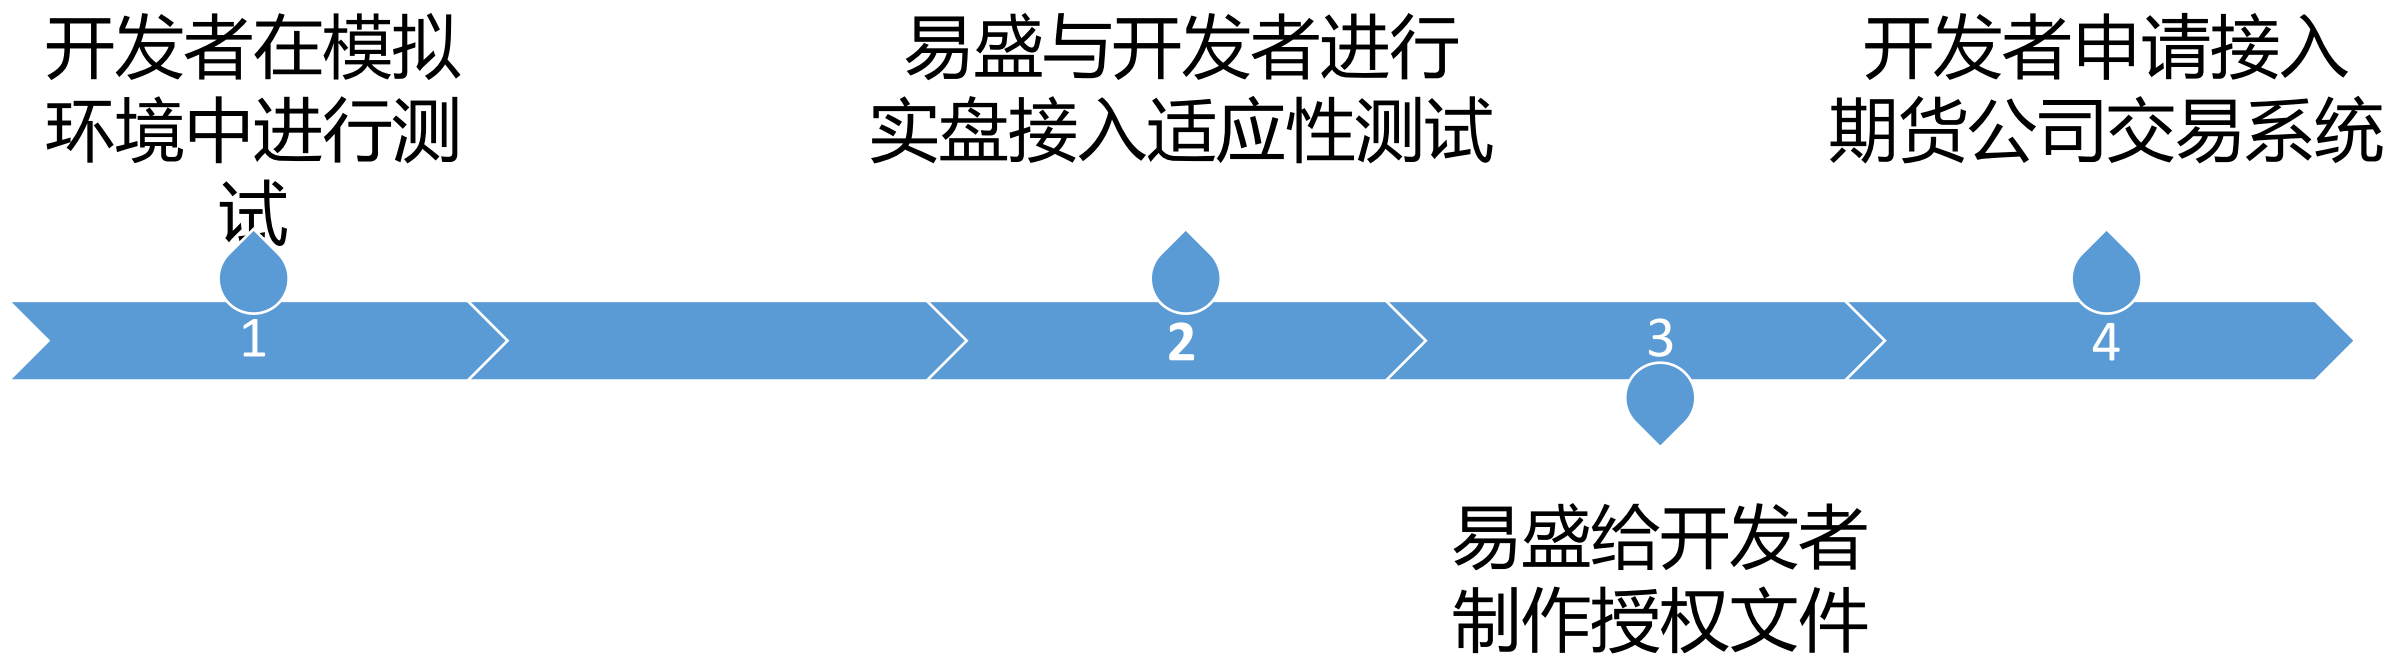 开发者在模拟
环境中进行测
试
1
易盛与开发者进行
实盘接入适应性测试
2
3
易盛给开发者
制作授权文件
开发者申请接入
期货公司交易系统
4